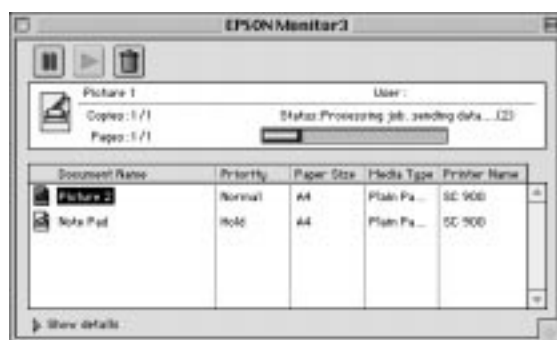 EPSON Monitor3
Picture 1 User:
Copies:1/1 Status:Processing job. sending data...(2)
Pages:1/1
Document Name Priority Paper Size Media Type Printer Name
Picture 2 Normal A4 Plain Pa... SC 900
Note Pad Hold A4 Plain Pa... SC 900
Show details